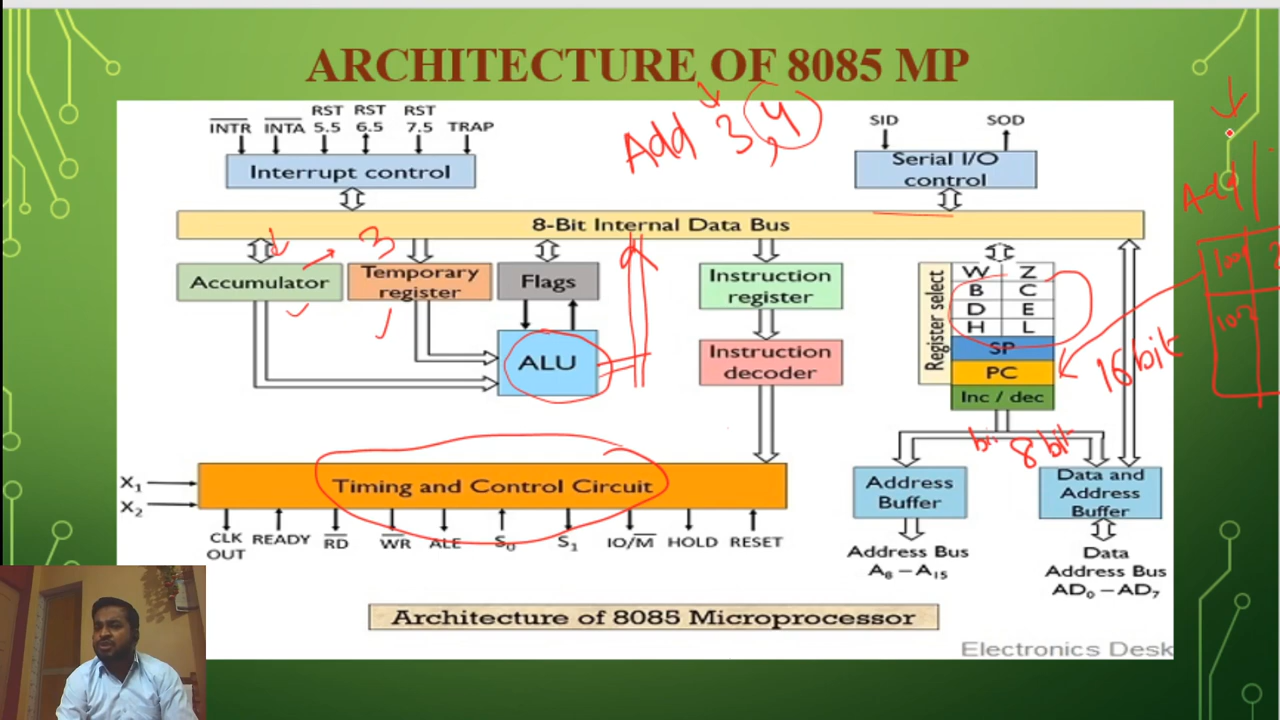 ARCHITECTURE OF 8085 MP
Add 3, 4
INTR INTA RST 5.5 RST 6.5 RST 7.5 TRAP
SID SOD
Interrupt control
Serial I/O
control
Add
8-Bit Internal Data Bus
3
Accumulator
Temporary
register
Flags
Instruction
register
Register select
W Z
B C
D E
H L
SP
PC
Inc / dec
ALU
Instruction
decoder
16 bit
8 bit
Timing and Control Circuit
X1
X2
CLK
OUT
READY RD WR ALE S0 S1 IO/M HOLD RESET
Address
Buffer
Data and
Address
Buffer
Address Bus
A8 – A15
Data
Address Bus
AD0 – AD7
Architecture of 8085 Microprocessor
Electronics Desk